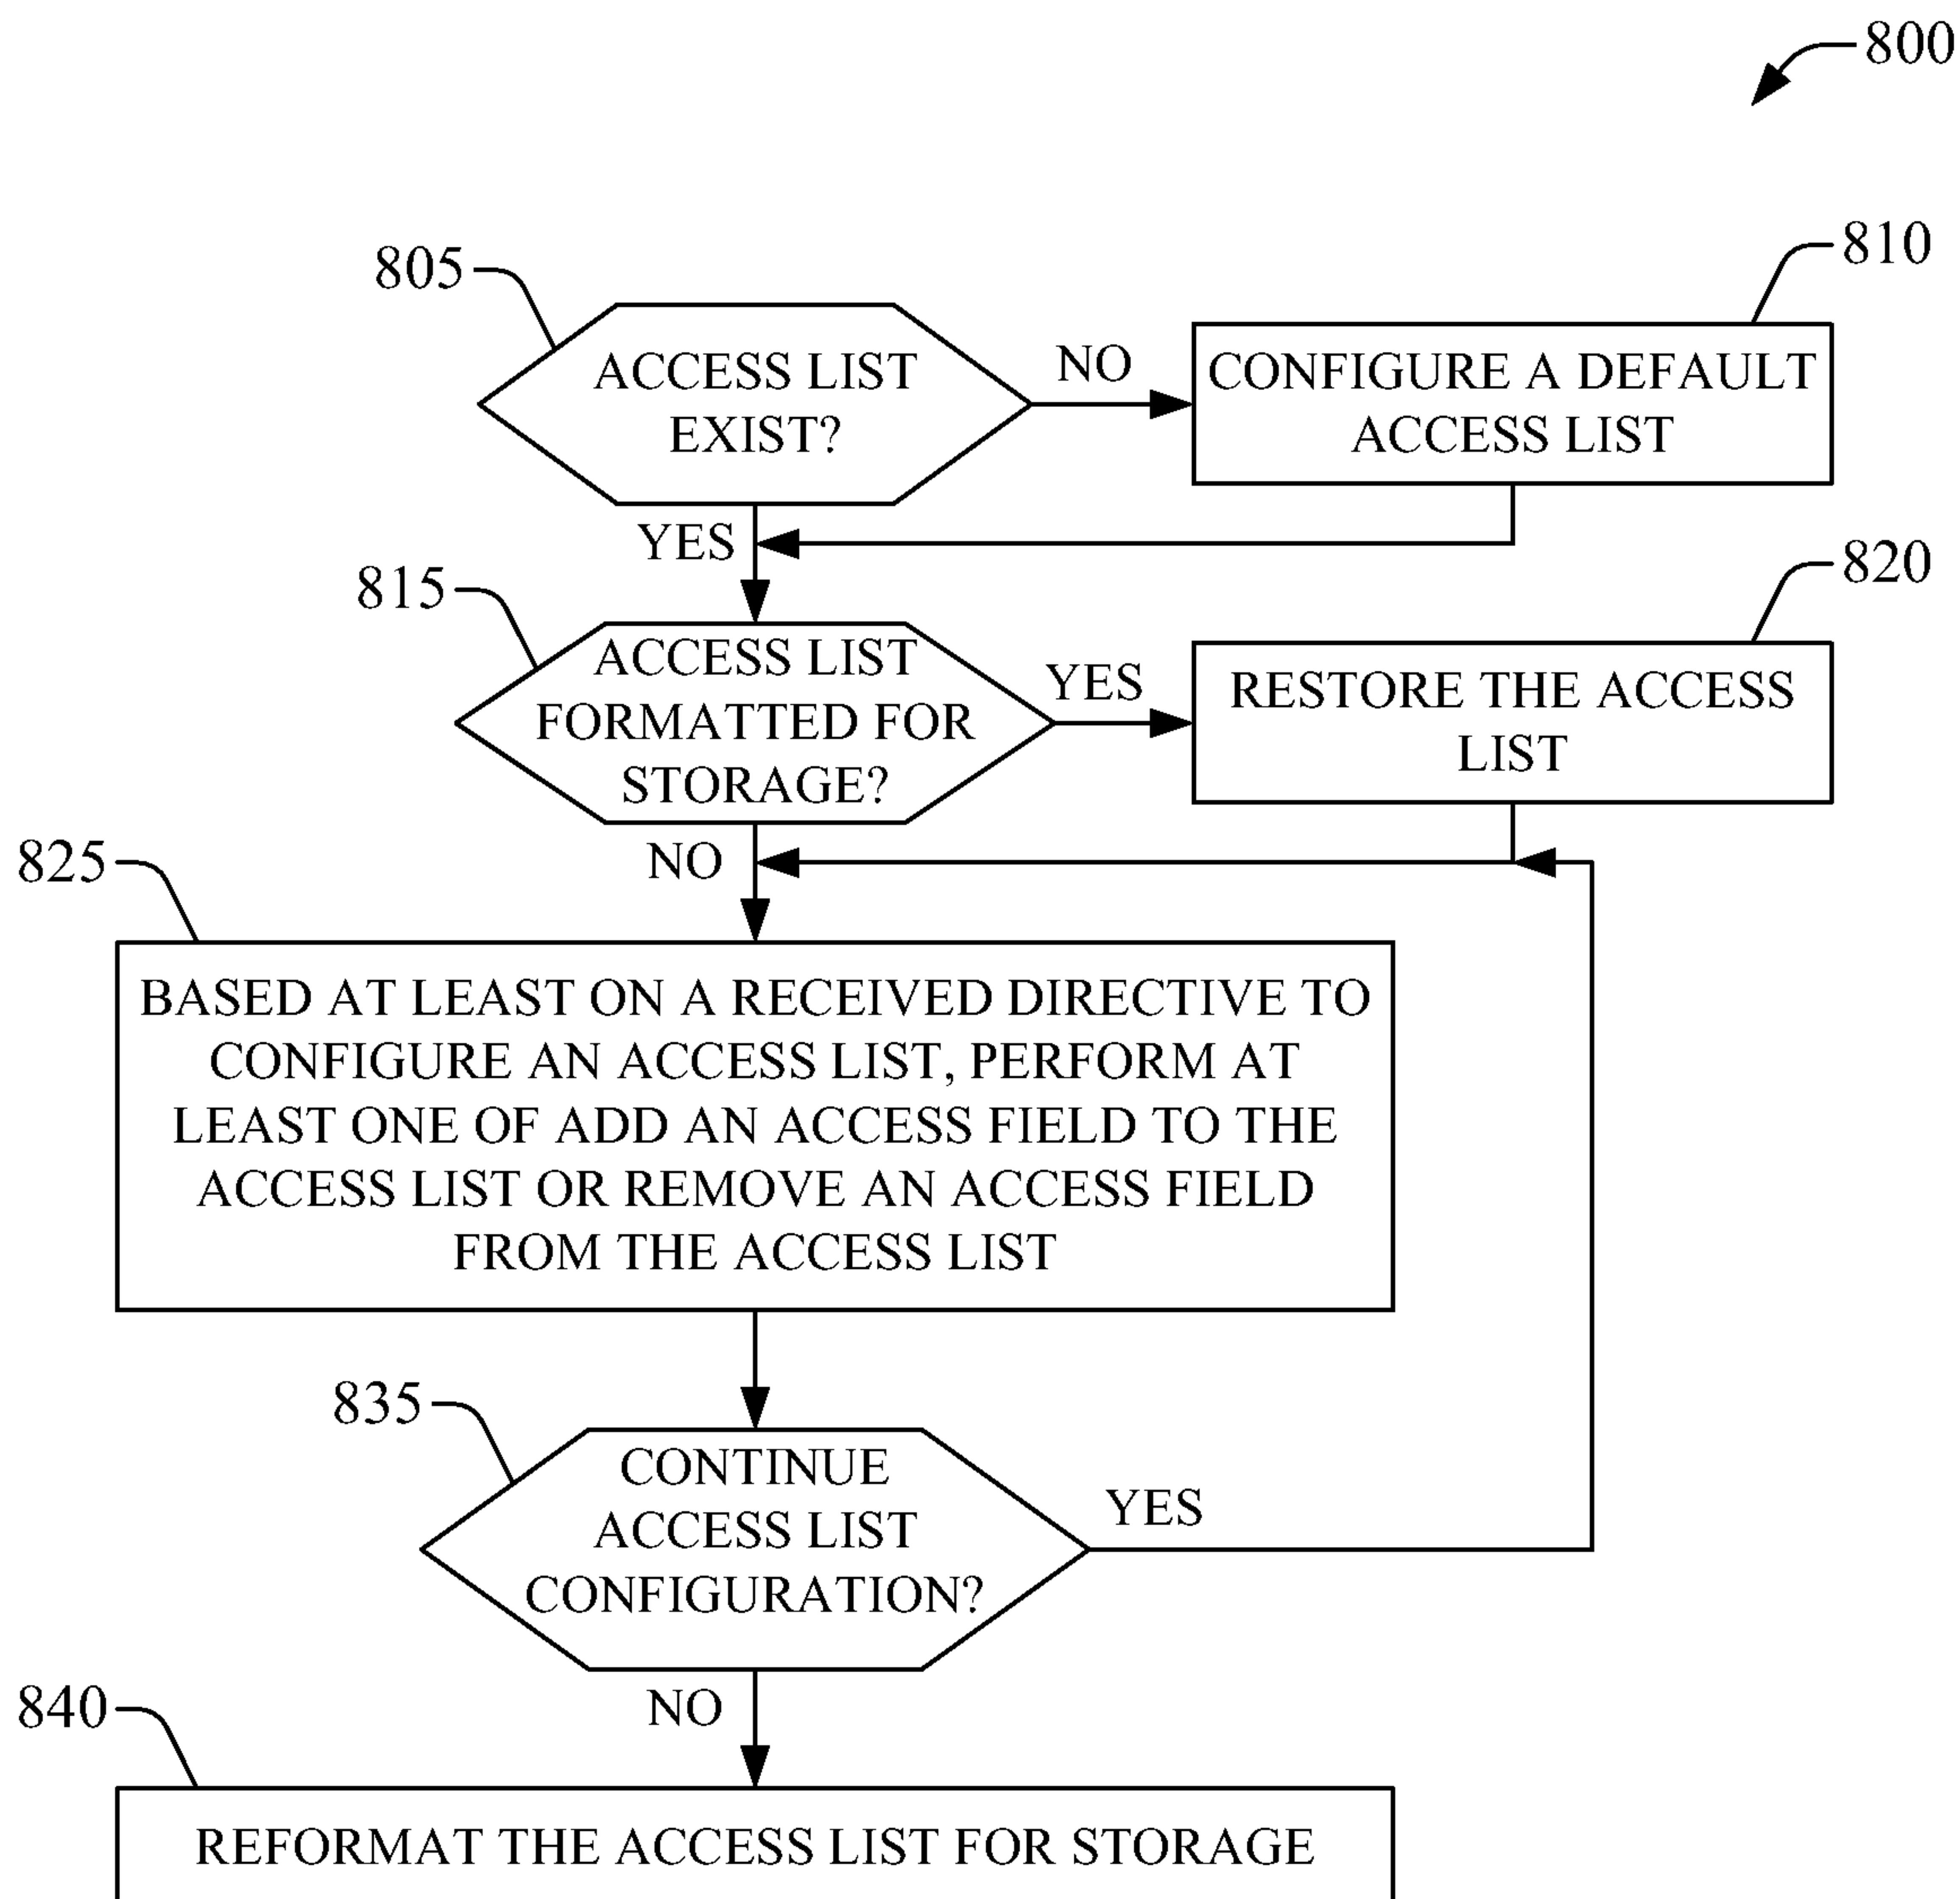 800
805
810
ACCESS LIST
EXIST?
NO
CONFIGURE A DEFAULT
ACCESS LIST
YES
815
820
ACCESS LIST
FORMATTED FOR
STORAGE?
YES
RESTORE THE ACCESS
LIST
825
NO
BASED AT LEAST ON A RECEIVED DIRECTIVE TO
CONFIGURE AN ACCESS LIST, PERFORM AT
LEAST ONE OF ADD AN ACCESS FIELD TO THE
ACCESS LIST OR REMOVE AN ACCESS FIELD
FROM THE ACCESS LIST
835
CONTINUE
ACCESS LIST
CONFIGURATION?
YES
NO
840
REFORMAT THE ACCESS LIST FOR STORAGE